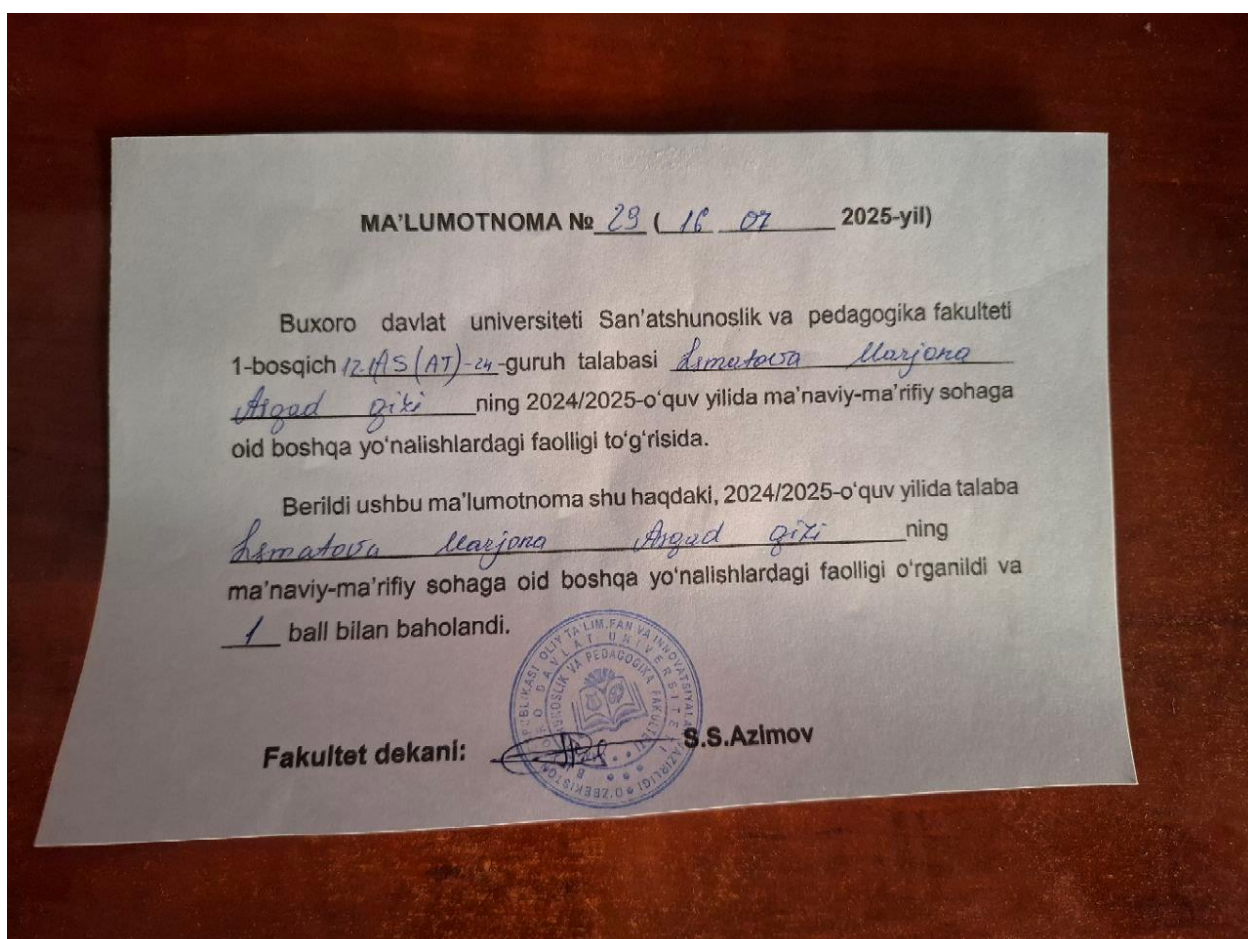 MA'LUMOTNOMA № 29 ( 16 07 2025-yil)
Buxoro davlat universiteti San'atshunoslik va pedagogika fakulteti
1-bosqich 12-1AS(AT)-24-guruh talabasi Ismatova Marjona
Asqad qizi ning 2024/2025-o'quv yilida ma'naviy-ma'rifiy sohaga
oid boshqa yo'nalishlardagi faolligi to'g'risida.
Berildi ushbu ma'lumotnoma shu haqdaki, 2024/2025-o'quv yilida talaba
Ismatova Marjona Asqad qizi ning
ma'naviy-ma'rifiy sohaga oid boshqa yo'nalishlardagi faolligi o'rganildi va
1 ball bilan baholandi.
Fakultet dekani: S.S.Azimov